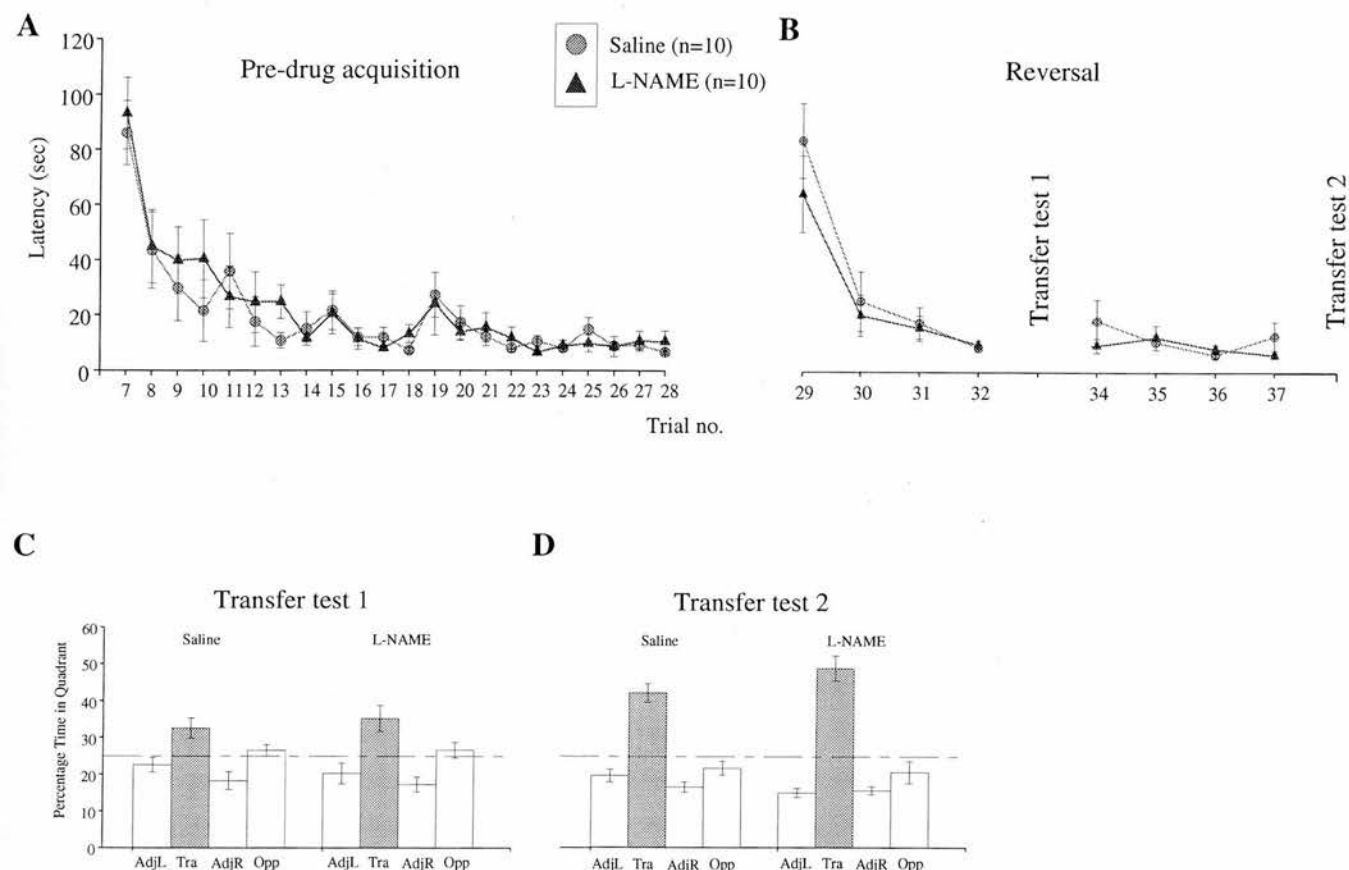 A
B
120
100
80
60
40
20
0
Latency (sec)
Pre-drug acquisition
Saline (n=10)
L-NAME (n=10)
7 8 9 10 11 12 13 14 15 16 17 18 19 20 21 22 23 24 25 26 27 28
Reversal
Transfer test 1
Transfer test 2
29 30 31 32 34 35 36 37
Trial no.
C
Transfer test 1
60
50
40
30
20
10
0
Percentage Time in Quadrant
Saline
L-NAME
AdjL Tra AdjR Opp AdjL Tra AdjR Opp
D
Transfer test 2
Saline
L-NAME
AdjL Tra AdjR Opp AdjL Tra AdjR Opp